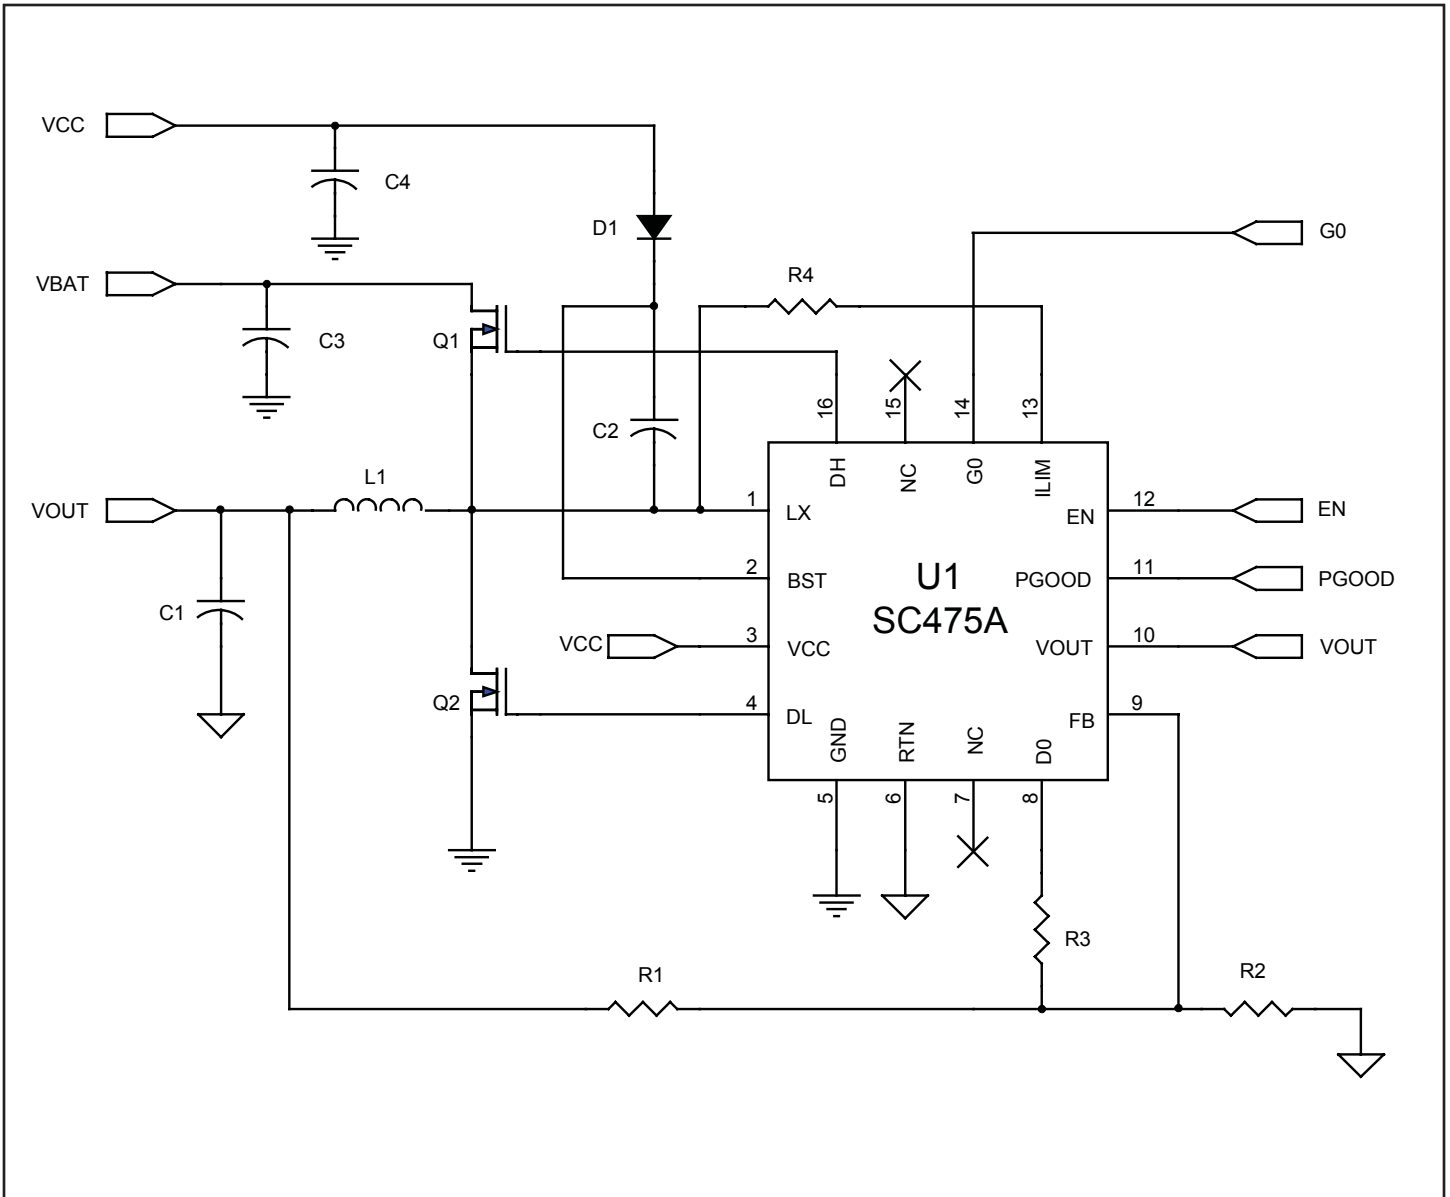 VCC
C4
D1
G0
VBAT
R4
C3
Q1
16
15
14
13
C2
DH
NC
G0
ILIM
L1
VOUT
1
LX
12
EN
EN
2
BST
U1
11
PGOOD
PGOOD
C1
SC475A
VCC
3
VCC
10
VOUT
VOUT
Q2
4
DL
9
FB
GND
RTN
NC
D0
5
6
7
8
R3
R1
R2